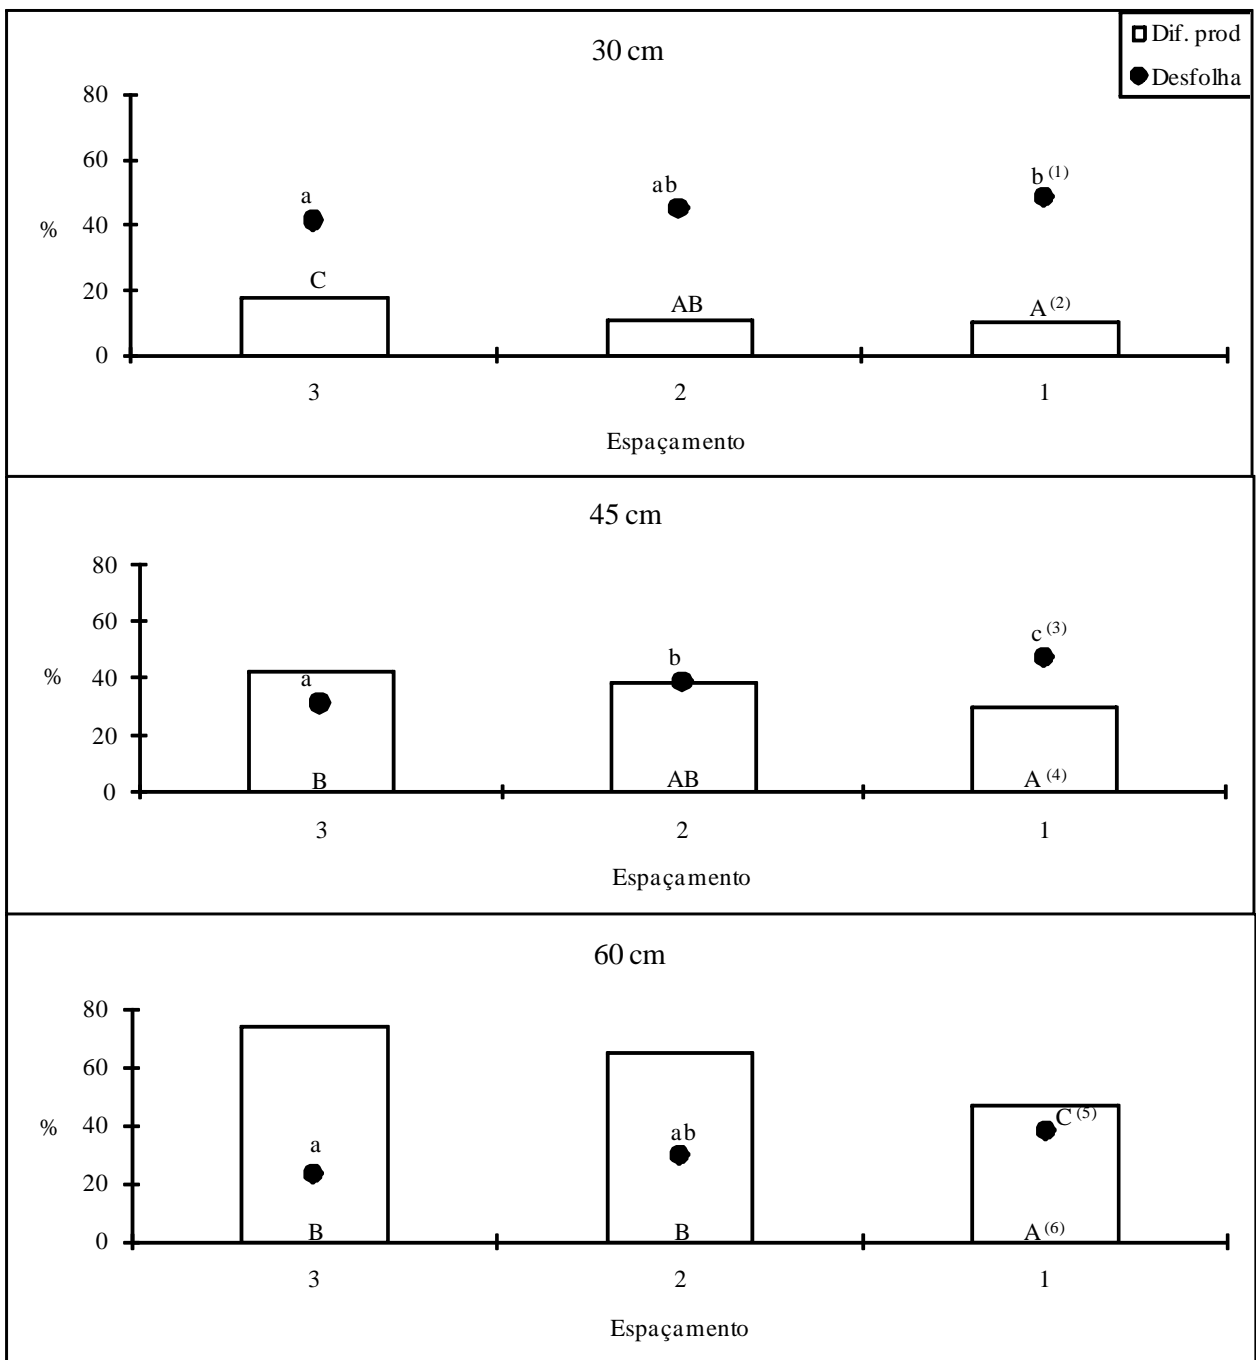 30 cm
Dif. prod
Desfolha
80
60
40
20
0
%
a
ab
b (1)
C
AB
A (2)
3 2 1
Espaçamento
45 cm
80
60
40
20
0
%
a
b
c (3)
B
AB
A (4)
3 2 1
Espaçamento
60 cm
80
60
40
20
0
%
a
ab
C (5)
B
B
A (6)
3 2 1
Espaçamento